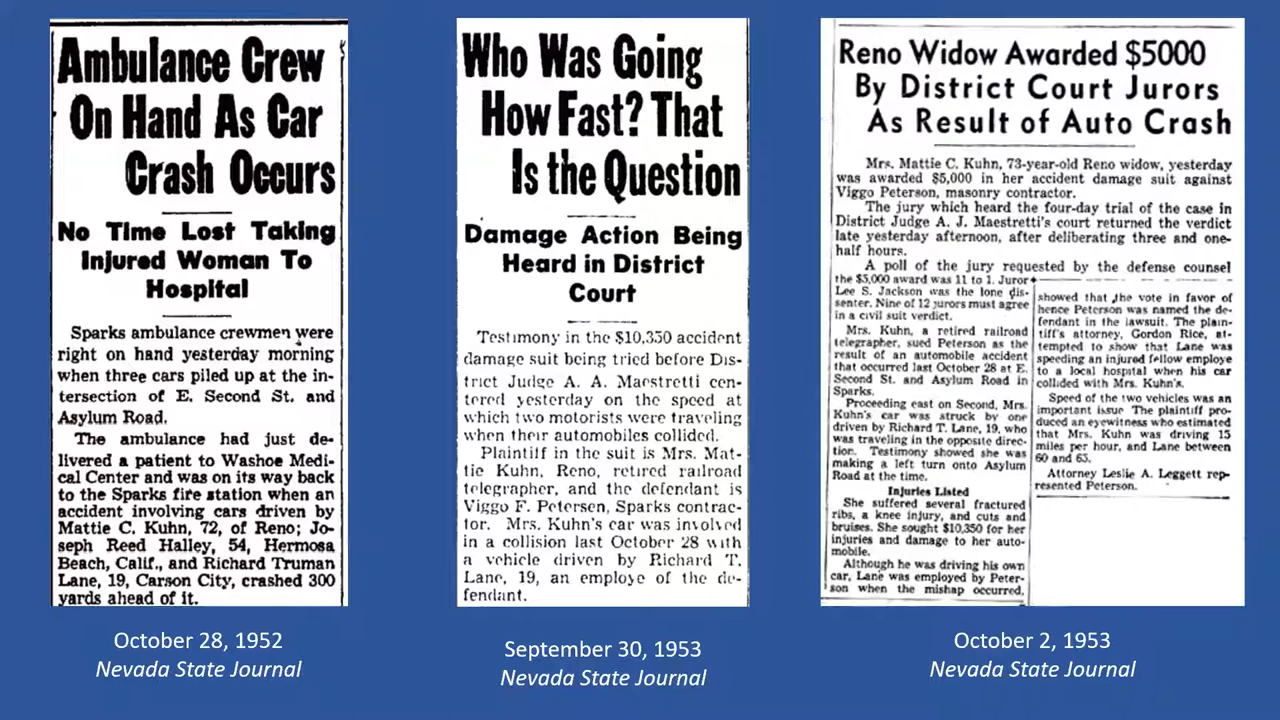 Ambulance Crew
On Hand As Car
Crash Occurs
No Time Lost Taking
Injured Woman To
Hospital
Sparks ambulance crewmen were
right on hand yesterday morning
when three cars piled up at the in-
tersection of E. Second St. and
Asylum Road.
The ambulance had just de-
livered a patient to Washoe Medi-
cal Center and was on its way back
to the Sparks fire station when an
accident involving cars driven by
Mattie C. Kuhn, 72, of Reno; Jo-
seph Reed Halley, 54, Hermosa
Beach, Calif., and Richard Truman
Lane, 19, Carson City, crashed 300
yards ahead of it.
October 28, 1952
Nevada State Journal
Who Was Going
How Fast? That
Is the Question
Damage Action Being
Heard in District
Court
Testimony in the $10,350 accident
damage suit being tried before Dis-
trict Judge A. A. Maestretti cen-
tered yesterday on the speed at
which two motorists were traveling
when their automobiles collided.
Plaintiff in the suit is Mrs. Mat-
tie Kuhn, Reno, retired railroad
telegrapher, and the defendant is
Viggo F. Petersen, Sparks contrac-
tor. Mrs. Kuhn's car was involved
in a collision last October 28 with
a vehicle driven by Richard T.
Lane, 19, an employe of the de-
fendant.
September 30, 1953
Nevada State Journal
Reno Widow Awarded $5000
By District Court Jurors
As Result of Auto Crash
Mrs. Mattie C. Kuhn, 73-year-old Reno widow, yesterday
was awarded $5,000 in her accident damage suit against
Viggo Peterson, masonry contractor.
The jury which heard the four-day trial of the case in
District Judge A. J. Maestretti's court returned the verdict
late yesterday afternoon, after deliberating three and one-
half hours.
A poll of the jury requested by the defense counsel
the $5,000 award was 11 to 1. Juror
Lee S. Jackson was the lone dis-
senter. Nine of 12 jurors must agree
in a civil suit verdict.
Mrs. Kuhn, a retired railroad
telegrapher, sued Peterson as the
result of an automobile accident
that occurred last October 28 at E.
Second St. and Asylum Road in
Sparks.
Proceeding east on Second, Mrs.
Kuhn's car was struck by one
driven by Richard T. Lane, 19, who
was traveling in the opposite direc-
tion. Testimony showed she was
making a left turn onto Asylum
Road at the time.
Injuries Listed
She suffered several fractured
ribs, a knee injury, and cuts and
bruises. She sought $10,350 for her
injuries and damage to her auto-
mobile.
Although he was driving his own
car, Lane was employed by Peter-
son when the mishap occurred,
showed that the vote in favor of
hence Peterson was named the de-
fendant in the lawsuit. The plain-
tiff's attorney, Gordon Rice, at-
tempted to show that Lane was
speeding an injured fellow employe
to a local hospital when his car
collided with Mrs. Kuhn's.
Speed of the two vehicles was an
important issue The plaintiff pro-
duced an eyewitness who estimated
that Mrs. Kuhn was driving 15
miles per hour, and Lane between
60 and 65.
Attorney Leslie A. Leggett rep-
resented Peterson.
October 2, 1953
Nevada State Journal